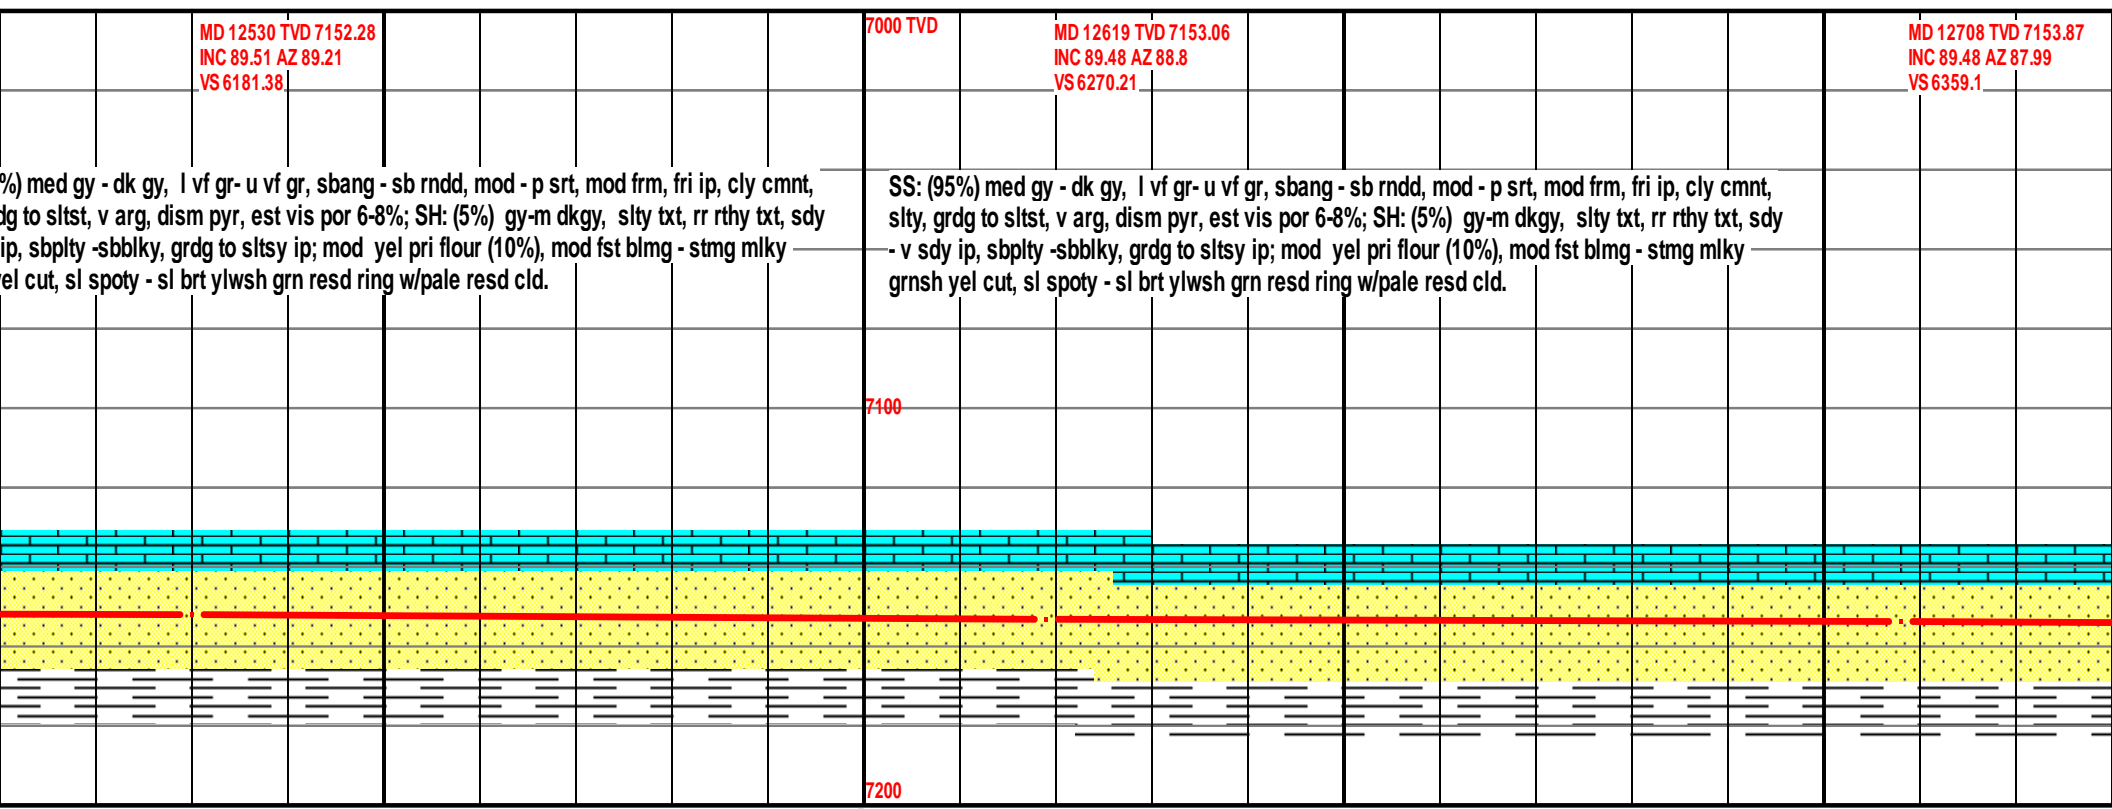 MD 12530 TVD 7152.28
INC 89.51 AZ 89.21
VS 6181.38
7000 TVD
MD 12619 TVD 7153.06
INC 89.48 AZ 88.8
VS 6270.21
MD 12708 TVD 7153.87
INC 89.48 AZ 87.99
VS 6359.1
%) med gy - dk gy, l vf gr- u vf gr, sbang - sb rndd, mod - p srt, mod frm, fri ip, cly cmnt,
dg to sltst, v arg, dism pyr, est vis por 6-8%; SH: (5%) gy-m dkgy, slty txt, rr rthy txt, sdy
ip, sbplty -sbblky, grdg to sltsy ip; mod yel pri flour (10%), mod fst blmg - stmg mlky
el cut, sl spoty - sl brt ylwsh grn resd ring w/pale resd cld.
SS: (95%) med gy - dk gy, l vf gr- u vf gr, sbang - sb rndd, mod - p srt, mod frm, fri ip, cly cmnt,
slty, grdg to sltst, v arg, dism pyr, est vis por 6-8%; SH: (5%) gy-m dkgy, slty txt, rr rthy txt, sdy
- v sdy ip, sbplty -sbblky, grdg to sltsy ip; mod yel pri flour (10%), mod fst blmg - stmg mlky
grnsh yel cut, sl spoty - sl brt ylwsh grn resd ring w/pale resd cld.
7100
7200